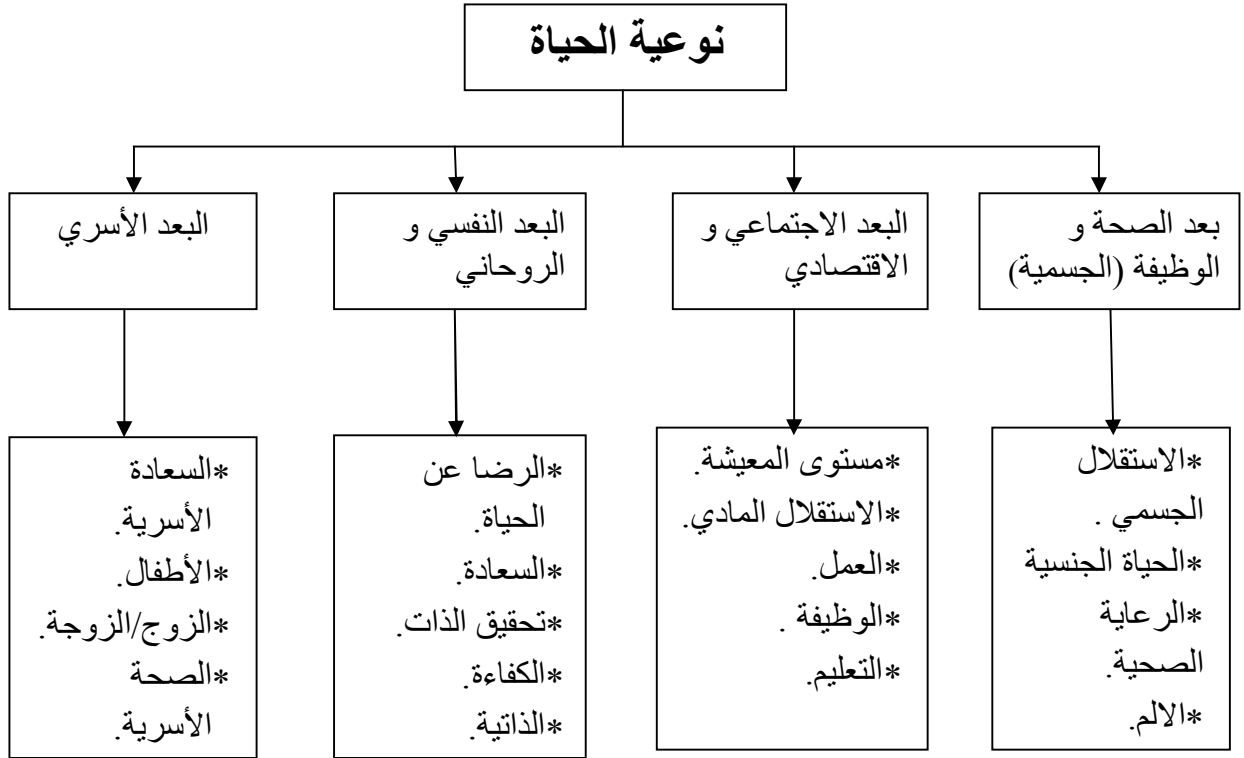 نوعية الحياة
بعد الصحة و
الوظيفة (الجسمية)
البعد الاجتماعي و
الاقتصادي
البعد النفسي و
الروحاني
البعد الأسري
*الاستقلال
الجسمي .
*الحياة الجنسية
*الرعاية
الصحية.
*الالم.
*مستوى المعيشة.
*الاستقلال المادي.
*العمل.
*الوظيفة .
*التعليم.
*الرضا عن
الحياة.
*السعادة.
*تحقيق الذات.
*الكفاءة.
*الذاتية.
*السعادة
الأسرية.
*الأطفال.
*الزوج/الزوجة.
*الصحة
الأسرية.